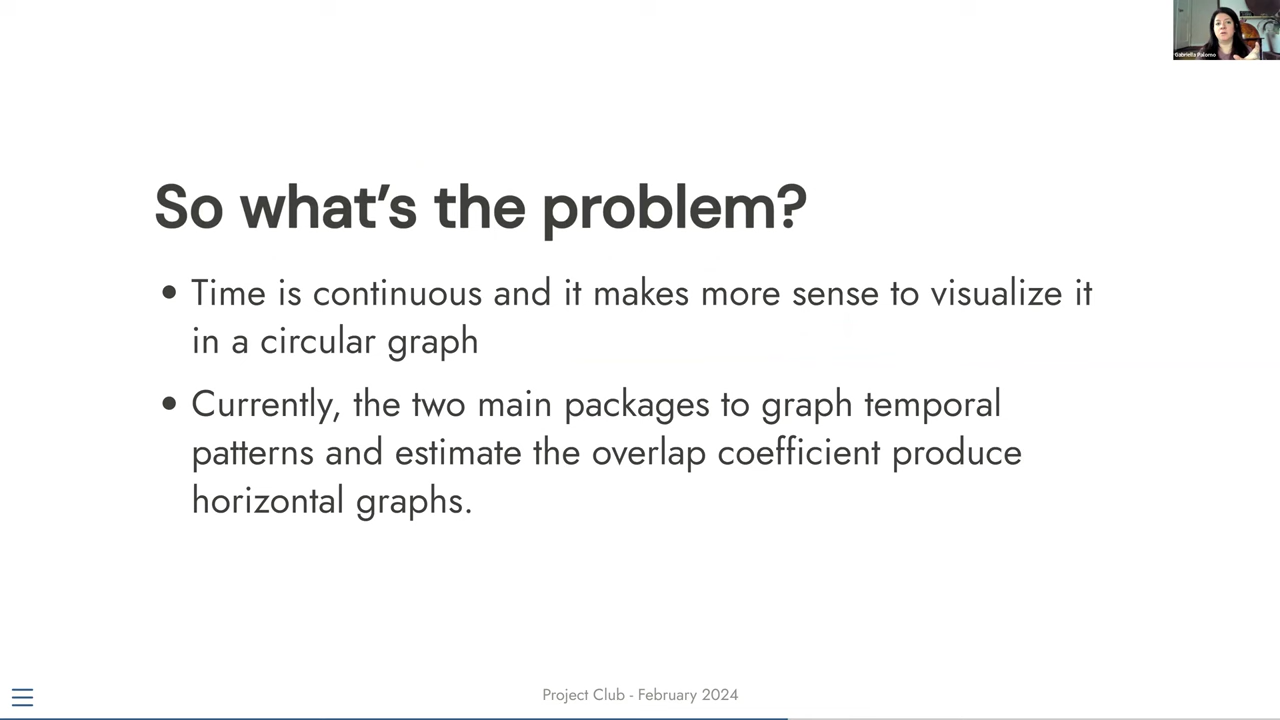 Gabriella Palomo
So what's the problem?
• Time is continuous and it makes more sense to visualize it
in a circular graph
• Currently, the two main packages to graph temporal
patterns and estimate the overlap coefficient produce
horizontal graphs.
Project Club - February 2024